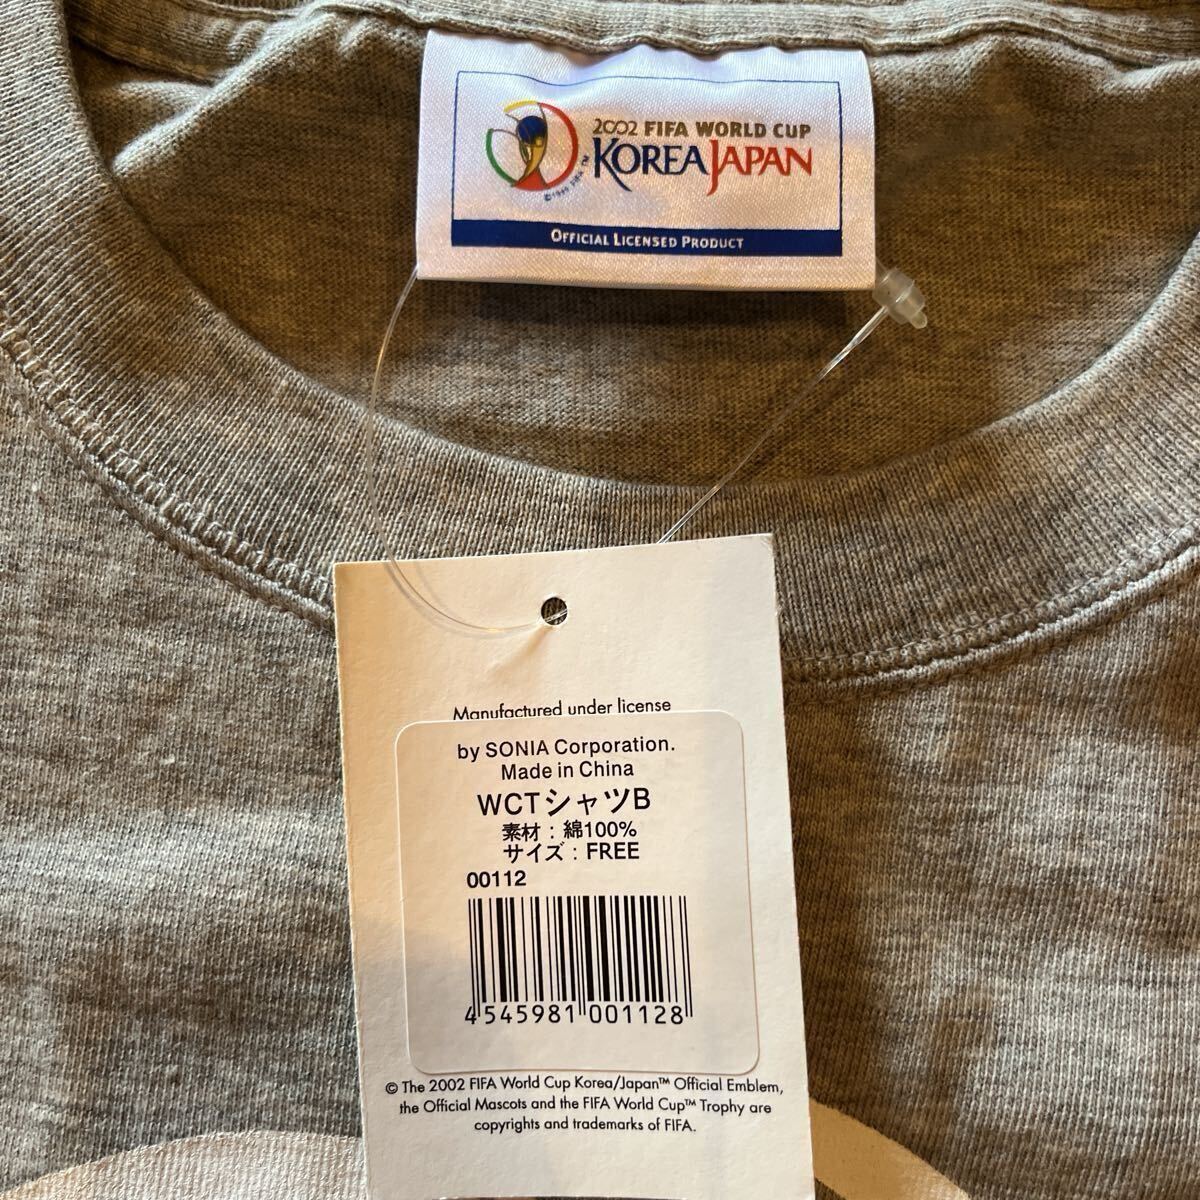 2002 FIFA WORLD CUP
KOREA JAPAN
©1999 FIFA ™
OFFICIAL LICENSED PRODUCT
Manufactured under license
by SONIA Corporation.
Made in China
WCTシャツB
素材：綿100%
サイズ：FREE
00112
4545981001128
© The 2002 FIFA World Cup Korea/Japan™ Official Emblem,
the Official Mascots and the FIFA World Cup™ Trophy are
copyrights and trademarks of FIFA.